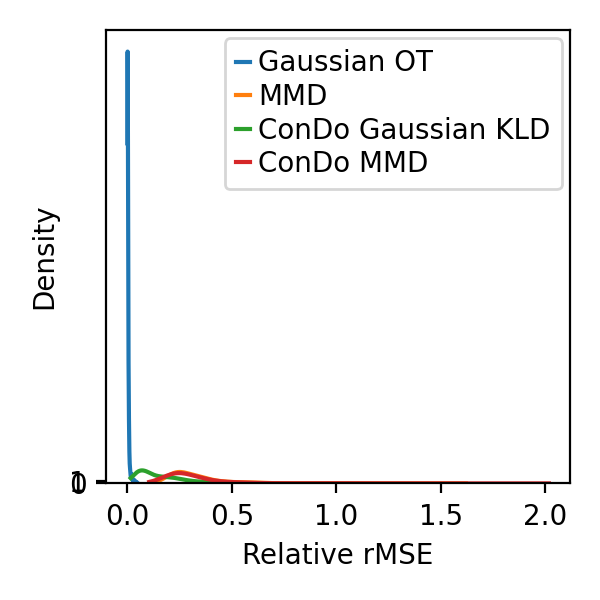 Gaussian OT
MMD
ConDo Gaussian KLD
ConDo MMD
Density
1
0
0.0 0.5 1.0 1.5 2.0
Relative rMSE